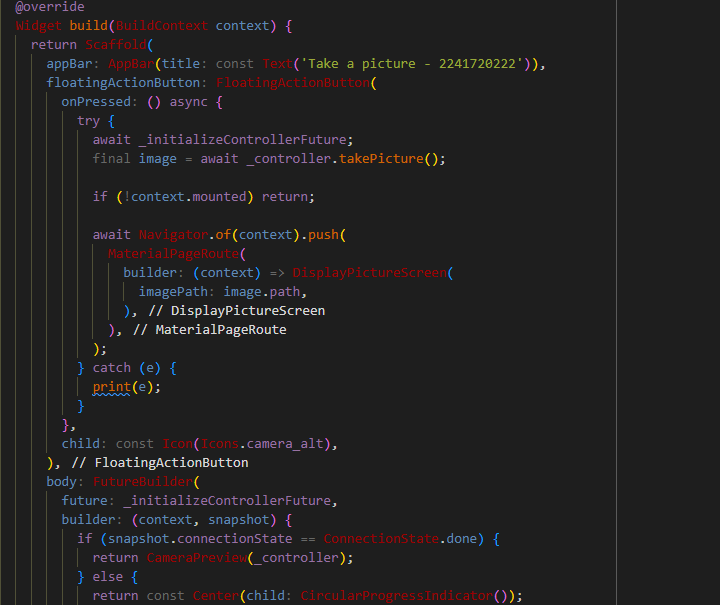 @override
Widget build(BuildContext context) {
  return Scaffold(
    appBar: AppBar(title: const Text('Take a picture - 2241720222')),
    floatingActionButton: FloatingActionButton(
      onPressed: () async {
        try {
          await _initializeControllerFuture;
          final image = await _controller.takePicture();

          if (!context.mounted) return;

          await Navigator.of(context).push(
            MaterialPageRoute(
              builder: (context) => DisplayPictureScreen(
                imagePath: image.path,
              ), // DisplayPictureScreen
            ), // MaterialPageRoute
          );
        } catch (e) {
          print(e);
        }
      },
      child: const Icon(Icons.camera_alt),
    ), // FloatingActionButton
    body: FutureBuilder(
      future: _initializeControllerFuture,
      builder: (context, snapshot) {
        if (snapshot.connectionState == ConnectionState.done) {
          return CameraPreview(_controller);
        } else {
          return const Center(child: CircularProgressIndicator());